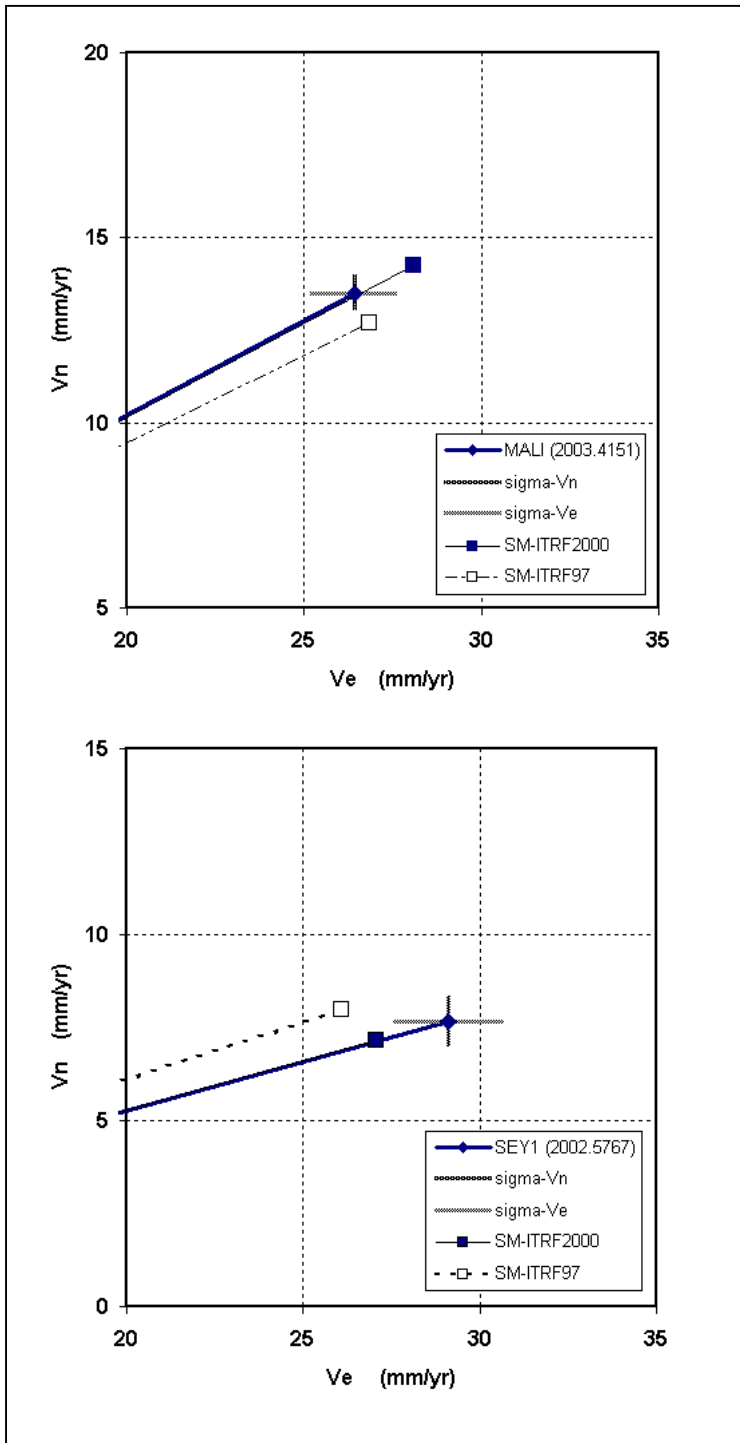 20
15
10
5
Vn (mm/yr)
MALI (2003.4151)
sigma-Vn
sigma-Ve
SM-ITRF2000
SM-ITRF97
20 25 30 35
Ve (mm/yr)
15
10
5
0
Vn (mm/yr)
SEY1 (2002.5767)
sigma-Vn
sigma-Ve
SM-ITRF2000
SM-ITRF97
20 25 30 35
Ve (mm/yr)